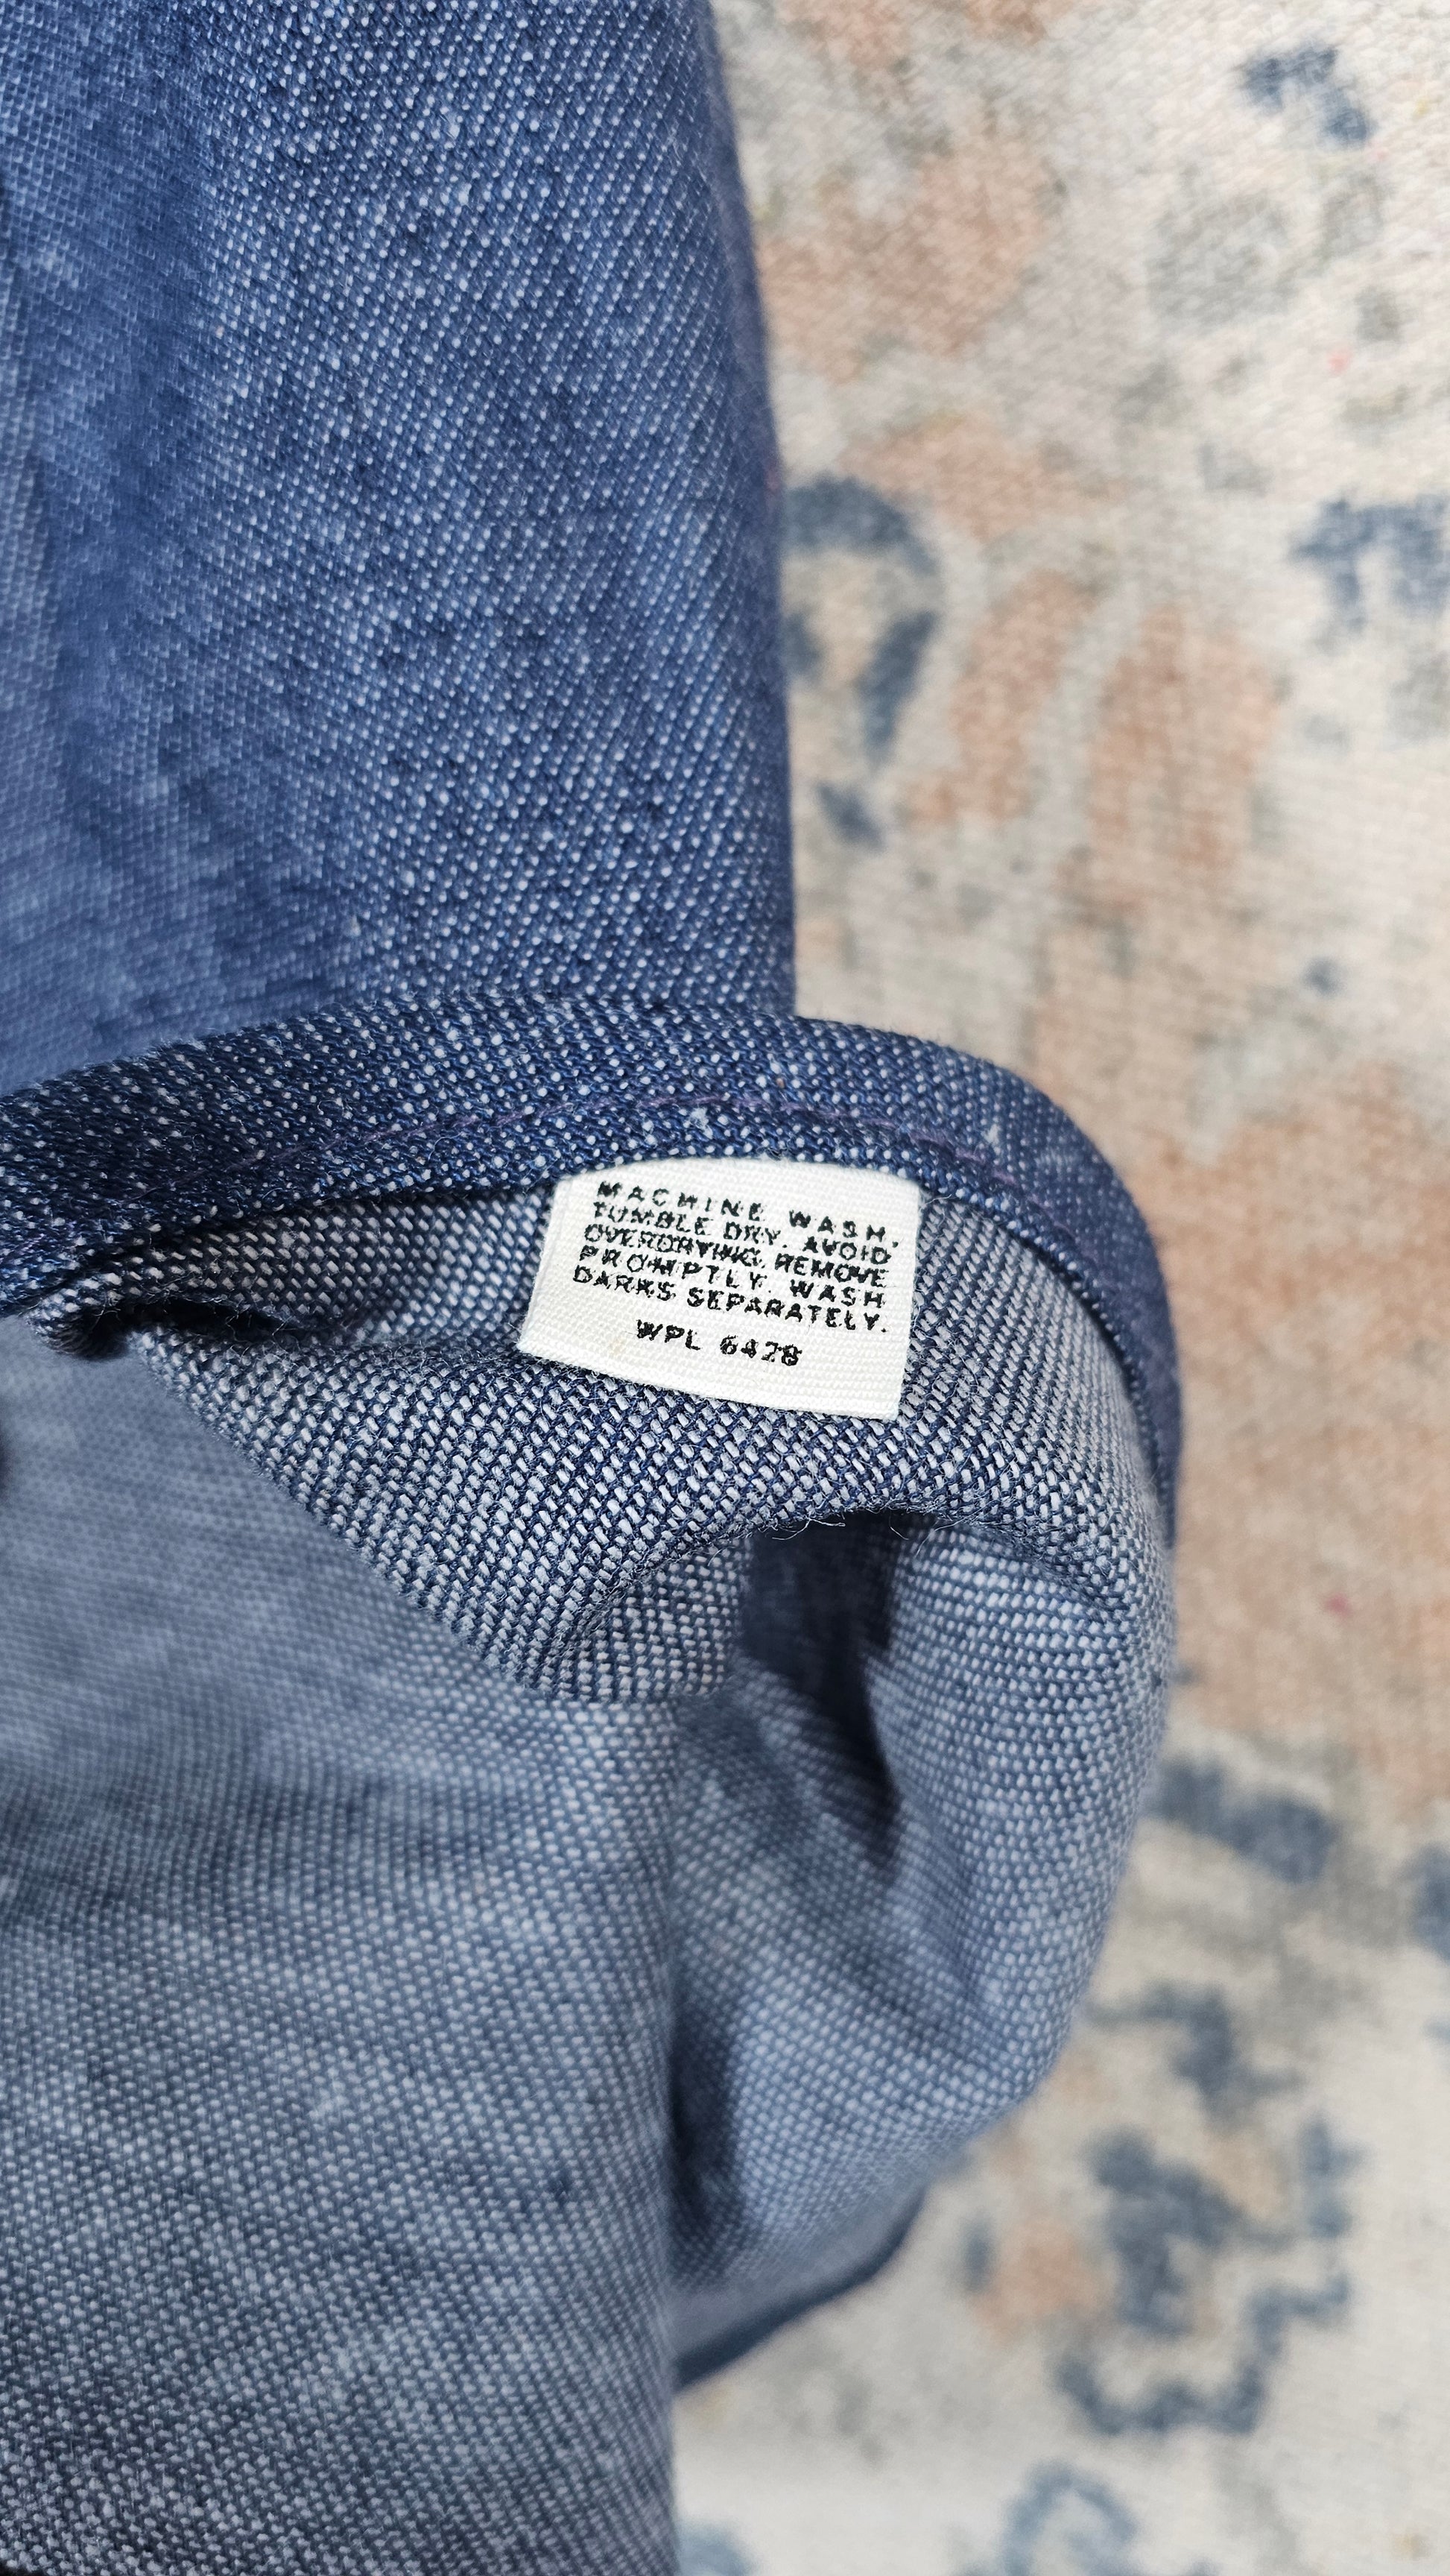 MACHINE WASH,
TUMBLE DRY. AVOID
OVERDRYING. REMOVE
PROMPTLY. WASH
DARKS SEPARATELY.
WPL 6428